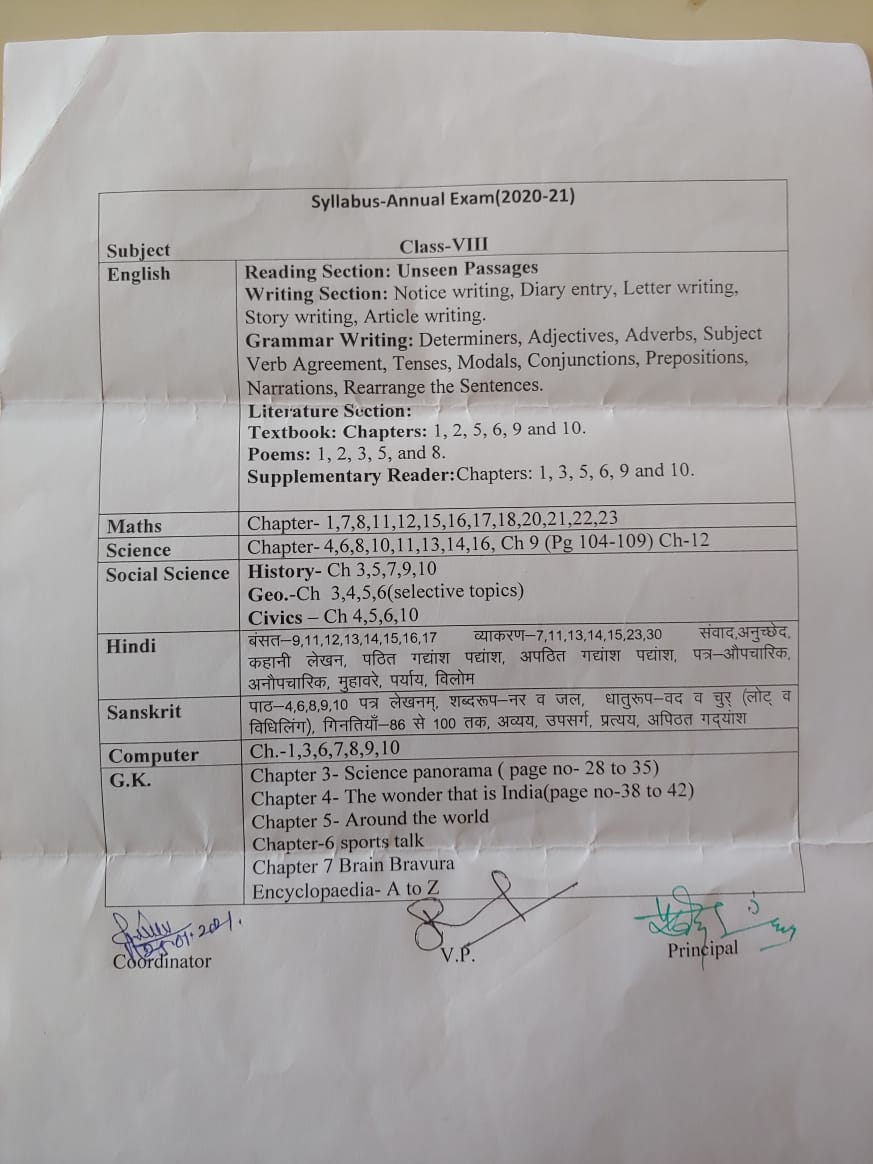 Syllabus-Annual Exam(2020-21)
Subject Class-VIII
English Reading Section: Unseen Passages
Writing Section: Notice writing, Diary entry, Letter writing,
Story writing, Article writing.
Grammar Writing: Determiners, Adjectives, Adverbs, Subject
Verb Agreement, Tenses, Modals, Conjunctions, Prepositions,
Narrations, Rearrange the Sentences.
Literature Section:
Textbook: Chapters: 1, 2, 5, 6, 9 and 10.
Poems: 1, 2, 3, 5, and 8.
Supplementary Reader:Chapters: 1, 3, 5, 6, 9 and 10.
Maths Chapter- 1,7,8,11,12,15,16,17,18,20,21,22,23
Science Chapter- 4,6,8,10,11,13,14,16, Ch 9 (Pg 104-109) Ch-12
Social Science History- Ch 3,5,7,9,10
Geo.-Ch 3,4,5,6(selective topics)
Civics – Ch 4,5,6,10
Hindi बंसत–9,11,12,13,14,15,16,17 व्याकरण–7,11,13,14,15,23,30 संवाद,अनुच्छेद,
कहानी लेखन, पठित गद्यांश पद्यांश, अपठित गद्यांश पद्यांश, पत्र–औपचारिक,
अनौपचारिक, मुहावरे, पर्याय, विलोम
Sanskrit पाठ–4,6,8,9,10 पत्र लेखनम्, शब्दरूप–नर व जल, धातुरूप–वद व चुर् (लोट् व
विधिलिंग), गिनतियाँ–86 से 100 तक, अव्यय, उपसर्ग, प्रत्यय, अपिठत गद्यांश
Computer Ch.-1,3,6,7,8,9,10
G.K. Chapter 3- Science panorama ( page no- 28 to 35)
Chapter 4- The wonder that is India(page no-38 to 42)
Chapter 5- Around the world
Chapter-6 sports talk
Chapter 7 Brain Bravura
Encyclopaedia- A to Z
Coordinator V.P. Principal